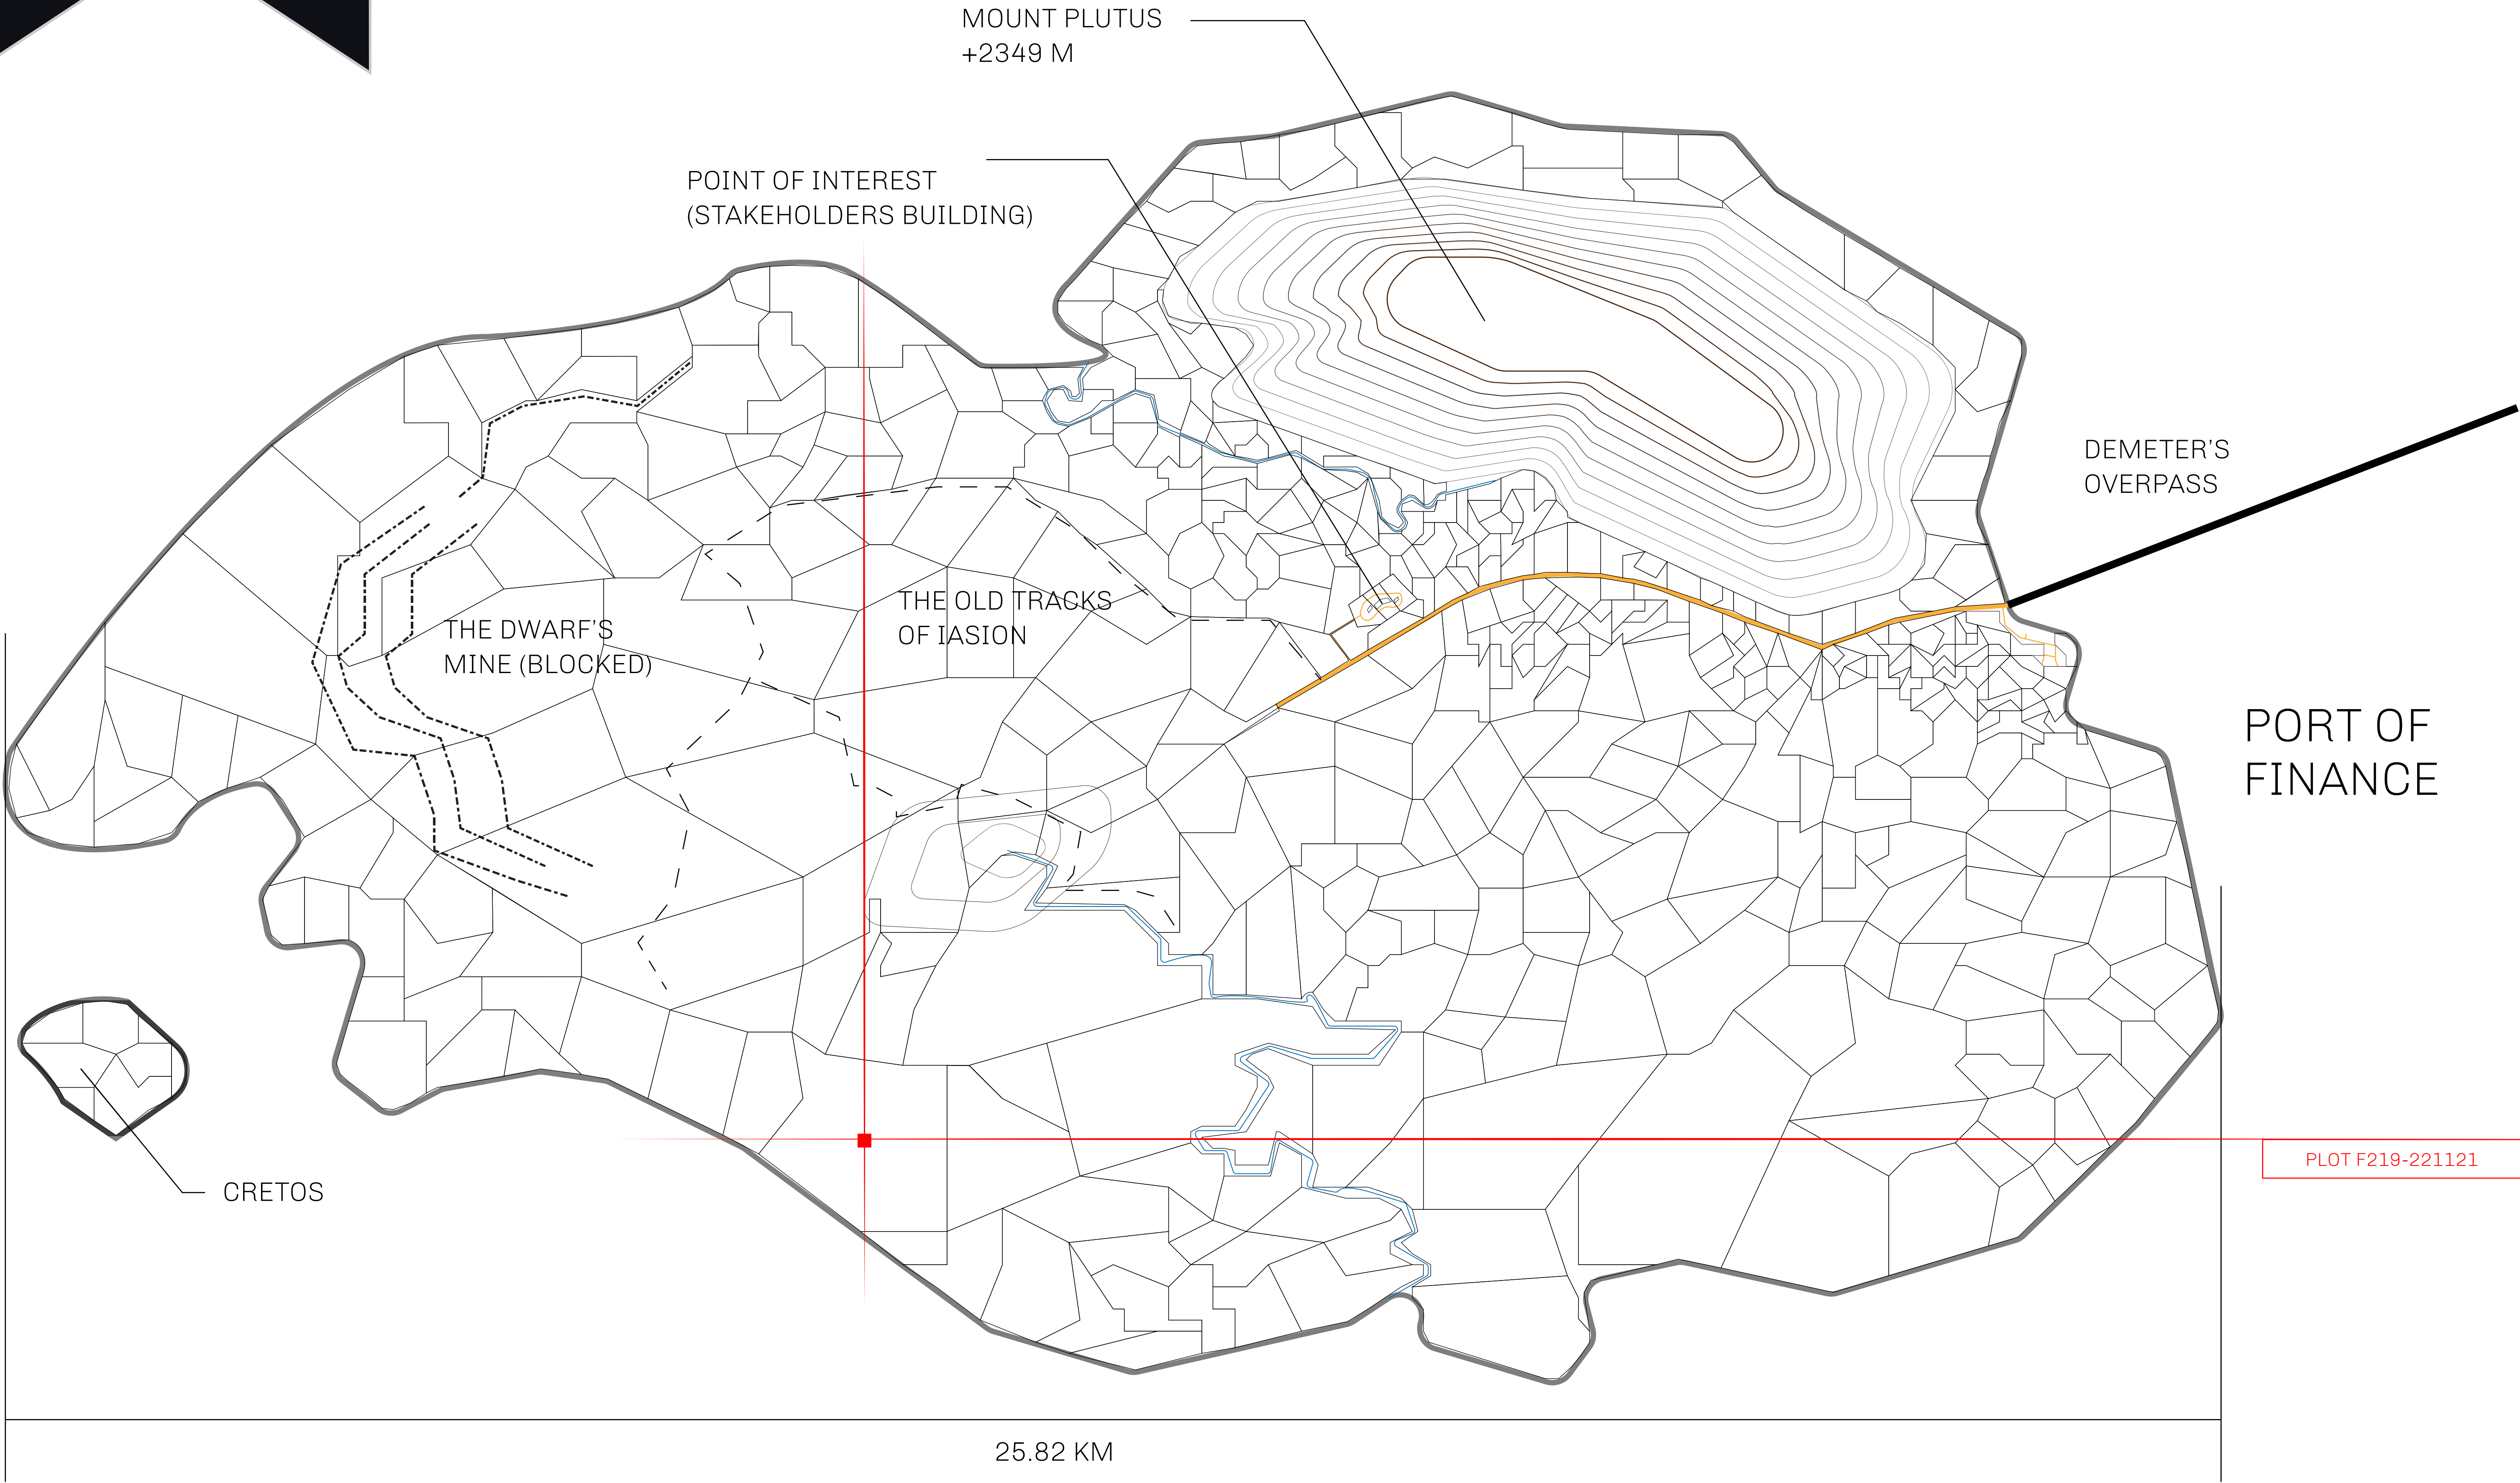 MOUNT PLUTUS
+2349 M
POINT OF INTEREST
(STAKEHOLDERS BUILDING)
DEMETER'S
OVERPASS
THE OLD TRACKS
OF IASION
THE DWARF'S
MINE (BLOCKED)
PORT OF
FINANCE
PLOT F219-221121
CRETOS
25.82 KM